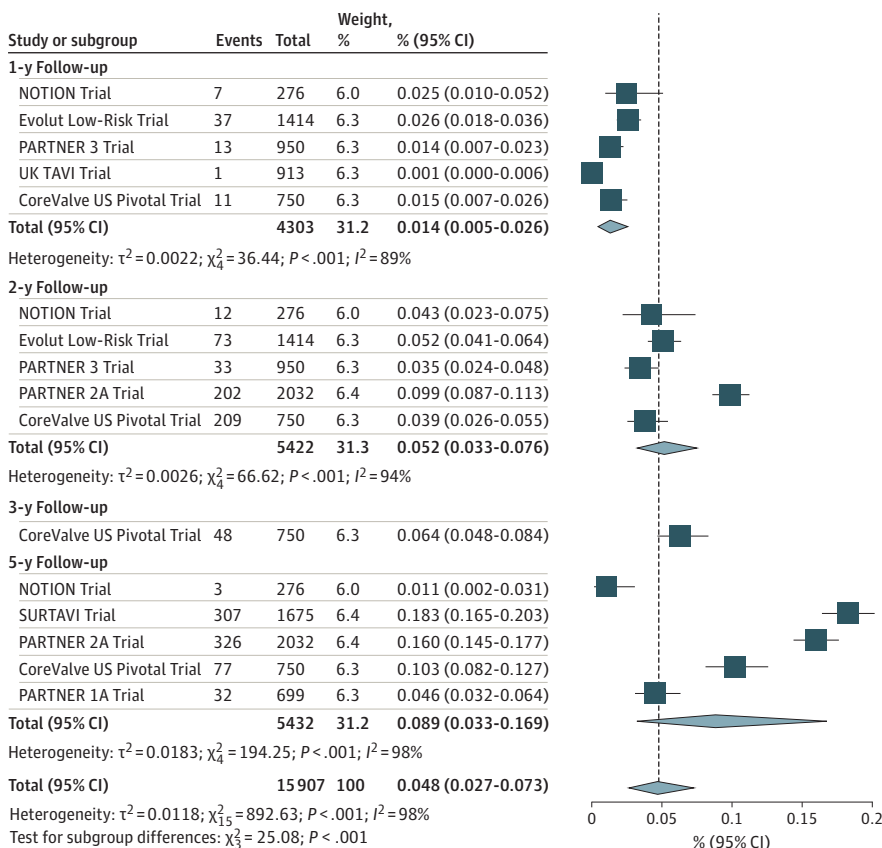 Weight,
Study or subgroup Events Total % % (95% CI)
1-y Follow-up
NOTION Trial 7 276 6.0 0.025 (0.010-0.052)
Evolut Low-Risk Trial 37 1414 6.3 0.026 (0.018-0.036)
PARTNER 3 Trial 13 950 6.3 0.014 (0.007-0.023)
UK TAVI Trial 1 913 6.3 0.001 (0.000-0.006)
CoreValve US Pivotal Trial 11 750 6.3 0.015 (0.007-0.026)
Total (95% CI) 4303 31.2 0.014 (0.005-0.026)
Heterogeneity: τ²=0.0022; χ²₄=36.44; P<.001; I²=89%
2-y Follow-up
NOTION Trial 12 276 6.0 0.043 (0.023-0.075)
Evolut Low-Risk Trial 73 1414 6.3 0.052 (0.041-0.064)
PARTNER 3 Trial 33 950 6.3 0.035 (0.024-0.048)
PARTNER 2A Trial 202 2032 6.4 0.099 (0.087-0.113)
CoreValve US Pivotal Trial 209 750 6.3 0.039 (0.026-0.055)
Total (95% CI) 5422 31.3 0.052 (0.033-0.076)
Heterogeneity: τ²=0.0026; χ²₄=66.62; P<.001; I²=94%
3-y Follow-up
CoreValve US Pivotal Trial 48 750 6.3 0.064 (0.048-0.084)
5-y Follow-up
NOTION Trial 3 276 6.0 0.011 (0.002-0.031)
SURTAVI Trial 307 1675 6.4 0.183 (0.165-0.203)
PARTNER 2A Trial 326 2032 6.4 0.160 (0.145-0.177)
CoreValve US Pivotal Trial 77 750 6.3 0.103 (0.082-0.127)
PARTNER 1A Trial 32 699 6.3 0.046 (0.032-0.064)
Total (95% CI) 5432 31.2 0.089 (0.033-0.169)
Heterogeneity: τ²=0.0183; χ²₄=194.25; P<.001; I²=98%
Total (95% CI) 15907 100 0.048 (0.027-0.073)
Heterogeneity: τ²=0.0118; χ²₁₅=892.63; P<.001; I²=98%
Test for subgroup differences: χ²₃=25.08; P<.001
0 0.05 0.1 0.15 0.2
% (95% CI)